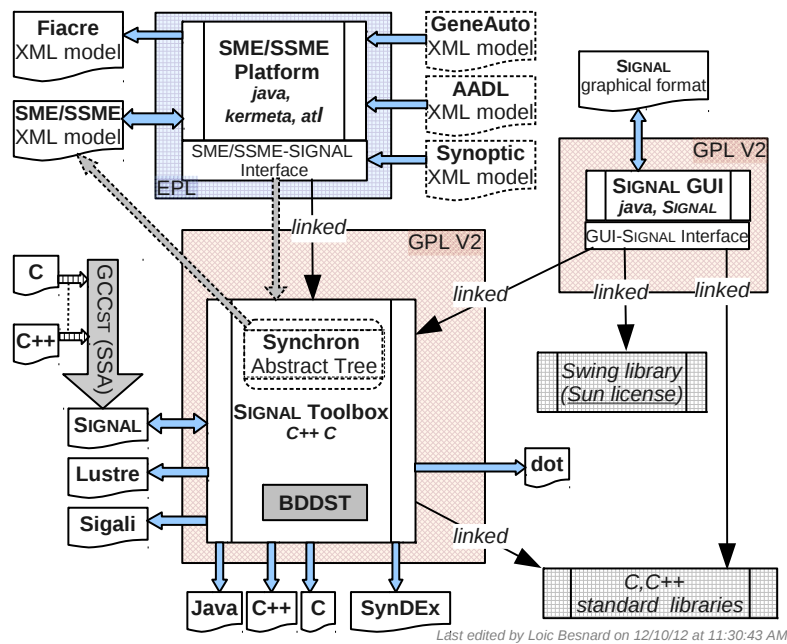 Fiacre
XML model
SME/SSME
Platform
java,
kermeta, atl
GeneAuto
XML model
SME/SSME
XML model
AADL
XML model
SME/SSME-SIGNAL
Interface
Synoptic
XML model
EPL
SIGNAL
graphical format
GPL V2
SIGNAL GUI
java, SIGNAL
GUI-SIGNAL Interface
linked
GPL V2
linked
linked
linked
C
C++
GCCST (SSA)
Synchron
Abstract Tree
Swing library
(Sun license)
SIGNAL
SIGNAL Toolbox
C++ C
Lustre
dot
Sigali
BDDST
linked
Java
C++
C
SynDEx
C,C++
standard libraries
Last edited by Loic Besnard on 12/10/12 at 11:30:43 AM